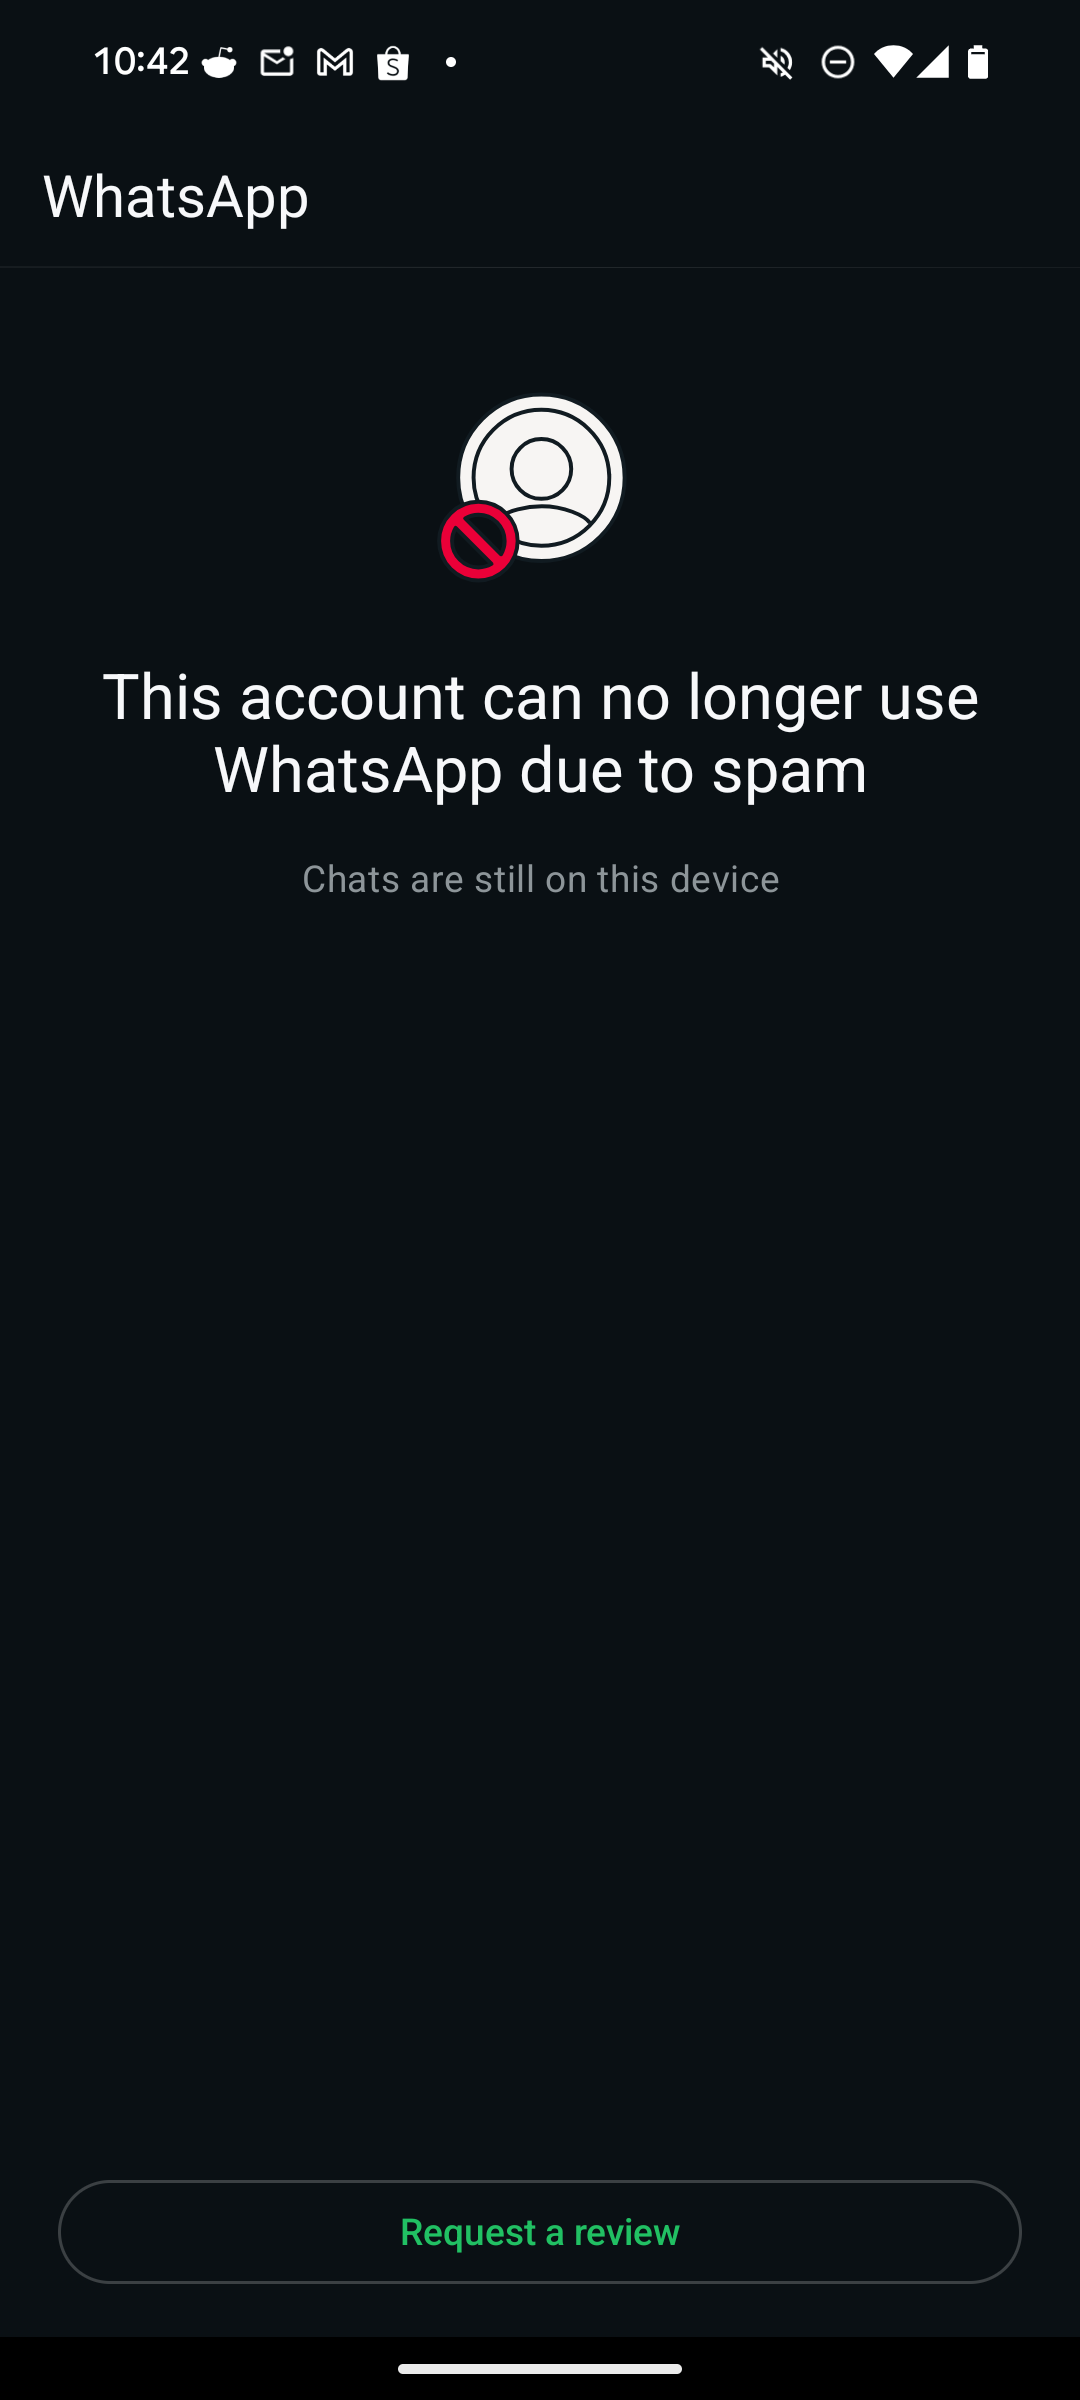 10:42
WhatsApp
This account can no longer use
WhatsApp due to spam
Chats are still on this device
Request a review